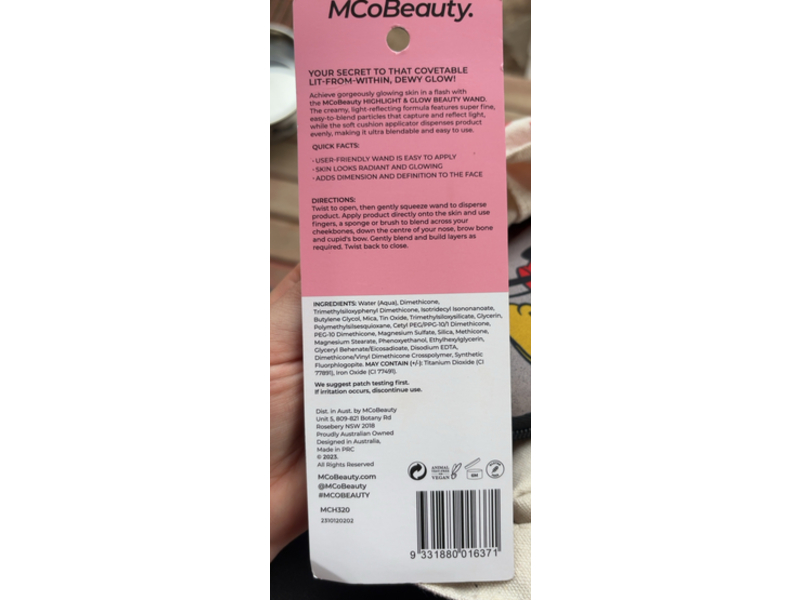 MCoBeauty.
YOUR SECRET TO THAT COVETABLE
LIT-FROM-WITHIN, DEWY GLOW!
Achieve gorgeously glowing skin in a flash with
the MCoBeauty HIGHLIGHT & GLOW BEAUTY WAND.
The creamy, light-reflecting formula features super fine,
easy-to-blend particles that capture and reflect light,
while the soft cushion applicator dispenses product
evenly, making it ultra blendable and easy to use.
QUICK FACTS:
• USER-FRIENDLY WAND IS EASY TO APPLY
• SKIN LOOKS RADIANT AND GLOWING
• ADDS DIMENSION AND DEFINITION TO THE FACE
DIRECTIONS:
Twist to open, then gently squeeze wand to disperse
product. Apply product directly onto the skin and use
fingers, a sponge or brush to blend across your
cheekbones, down the centre of your nose, brow bone
and cupid's bow. Gently blend and build layers as
required. Twist back to close.
INGREDIENTS: Water (Aqua), Dimethicone,
Trimethylsiloxyphenyl Dimethicone, Isotridecyl Isononanoate,
Butylene Glycol, Mica, Tin Oxide, Trimethylsiloxysilicate, Glycerin,
Polymethylsilsesquioxane, Cetyl PEG/PPG-10/1 Dimethicone,
PEG-10 Dimethicone, Magnesium Sulfate, Silica, Methicone,
Magnesium Stearate, Phenoxyethanol, Ethylhexylglycerin,
Glyceryl Behenate/Eicosadioate, Disodium EDTA,
Dimethicone/Vinyl Dimethicone Crosspolymer, Synthetic
Fluorphlogopite. MAY CONTAIN (+/-): Titanium Dioxide (CI
77891), Iron Oxide (CI 77491).
We suggest patch testing first.
If irritation occurs, discontinue use.
Dist. in Aust. by MCoBeauty
Unit 5, 809-821 Botany Rd
Rosebery NSW 2018
Proudly Australian Owned
Designed in Australia,
Made in PRC
© 2023.
All Rights Reserved
MCoBeauty.com
@MCoBeauty
#MCOBEAUTY
MCH320
2310120202
VEGAN
9 331880 016371